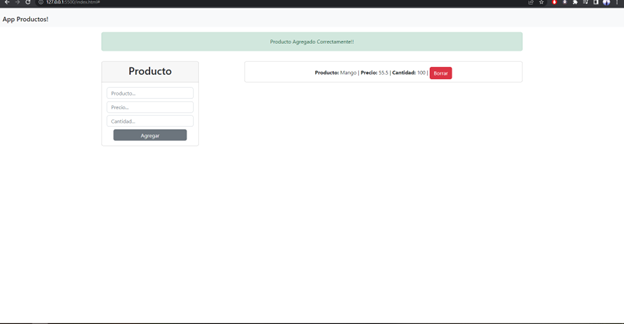 127.0.0.1:5500/index.html#
App Productos!
Producto Agregado Correctamente!!
Producto
Producto: Mango | Precio: 55.5 | Cantidad: 100 | Borrar
Producto...
Precio...
Cantidad...
Agregar